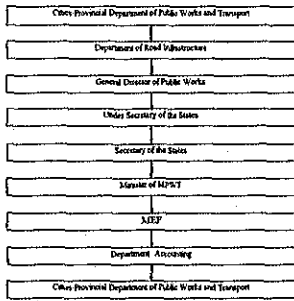 Cities-Provincial Department of Public Works and Transport
Department of Road Infrastructure
General Director of Public Works
Under Secretary of the States
Secretary of the States
Minister of MPWT
MEF
Department Accounting
Cities-Provincial Department of Public Works and Transport